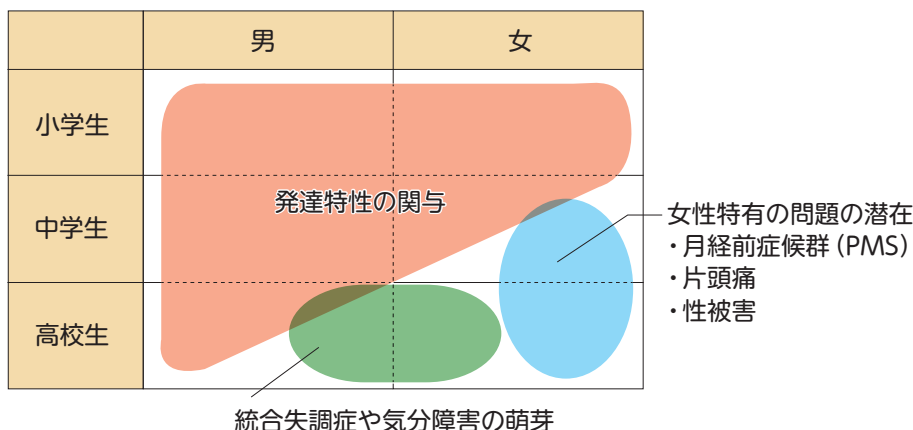 男
女
小学生
中学生
高校生
発達特性の関与
女性特有の問題の潜在
・月経前症候群(PMS)
・片頭痛
・性被害
統合失調症や気分障害の萌芽